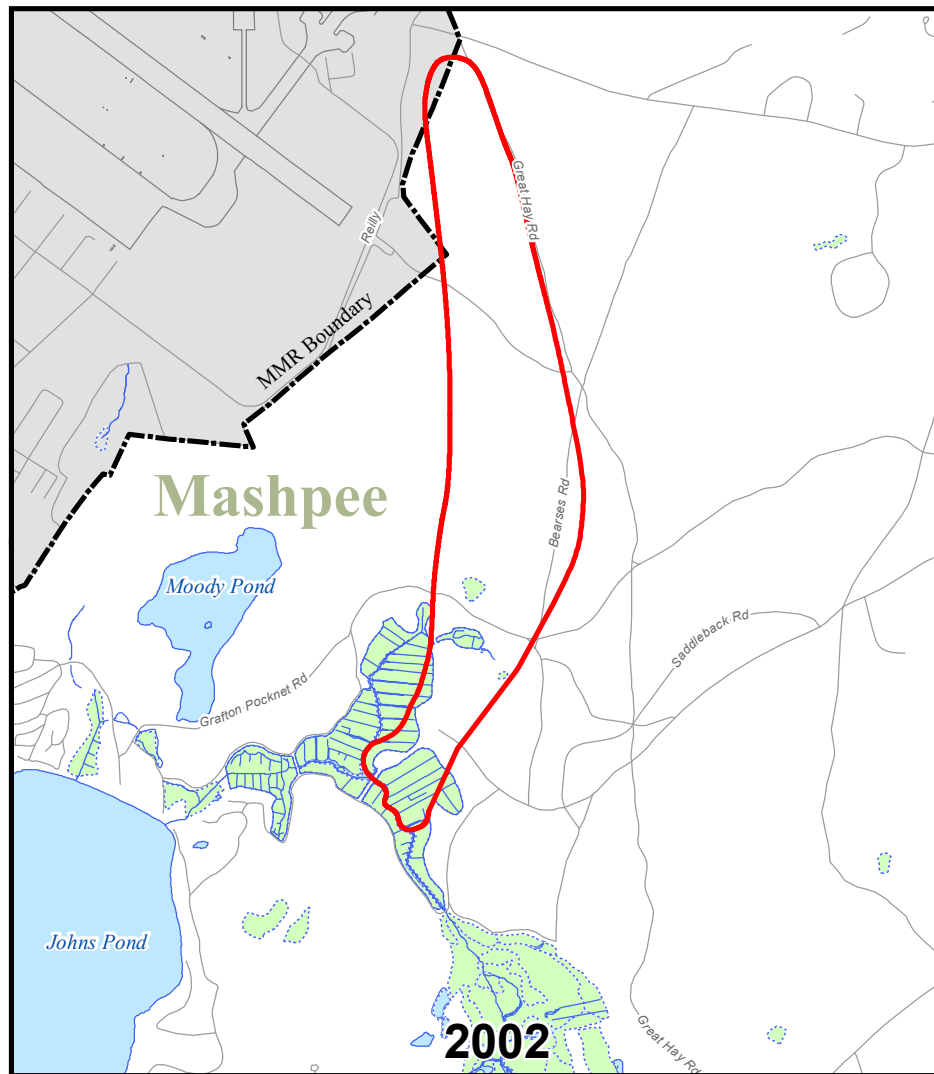 Great Hay Rd
Reilly
MMR Boundary
Mashpee
Bearses Rd
Moody Pond
Saddleback Rd
Grafton Pocknet Rd
Johns Pond
Great Hay Rd
2002